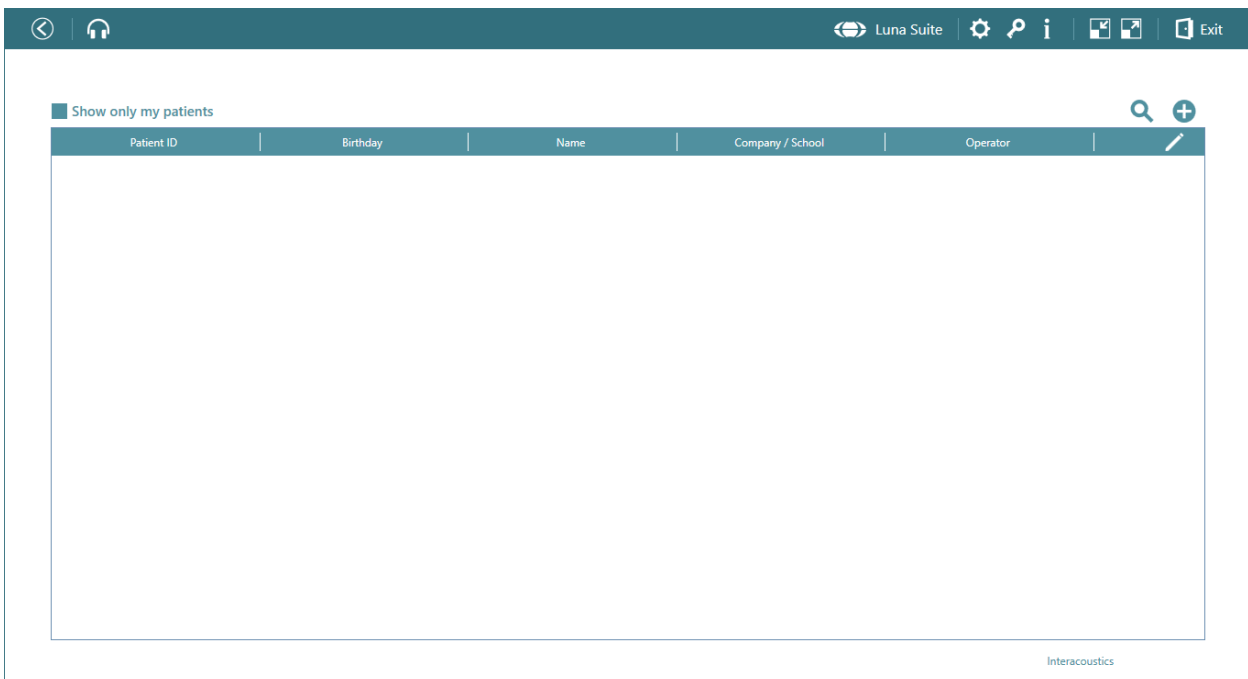 Luna Suite Exit
Show only my patients
Patient ID Birthday Name Company / School Operator
Interacoustics